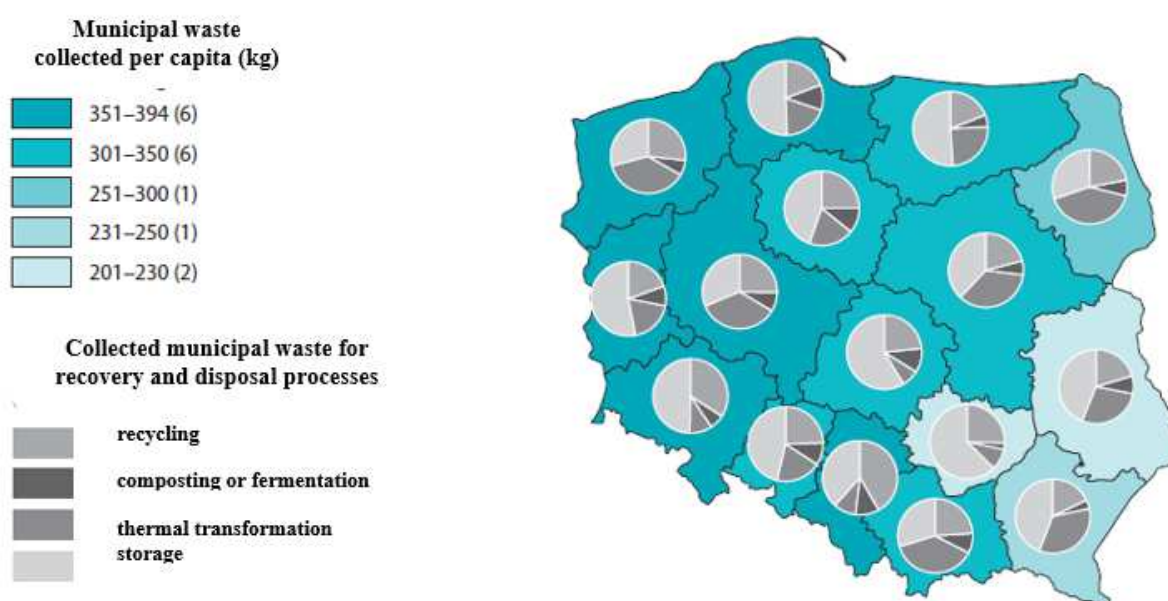 Municipal waste
collected per capita (kg)
351–394 (6)
301–350 (6)
251–300 (1)
231–250 (1)
201–230 (2)
Collected municipal waste for
recovery and disposal processes
recycling
composting or fermentation
thermal transformation
storage